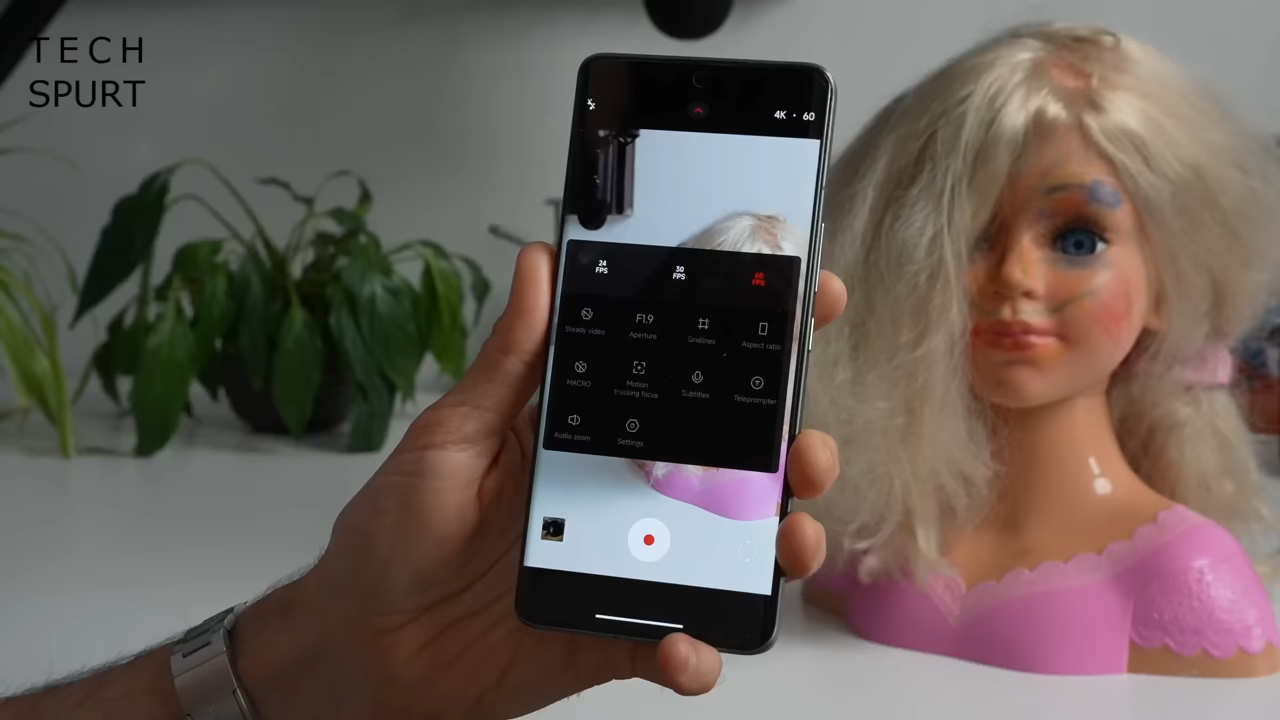 TECH
SPURT
4K · 60
24 FPS
30 FPS
60 FPS
Steady video
F1.9
Aperture
Gridlines
Aspect ratio
MACRO
Motion tracking focus
Subtitles
Teleprompter
Audio zoom
Settings